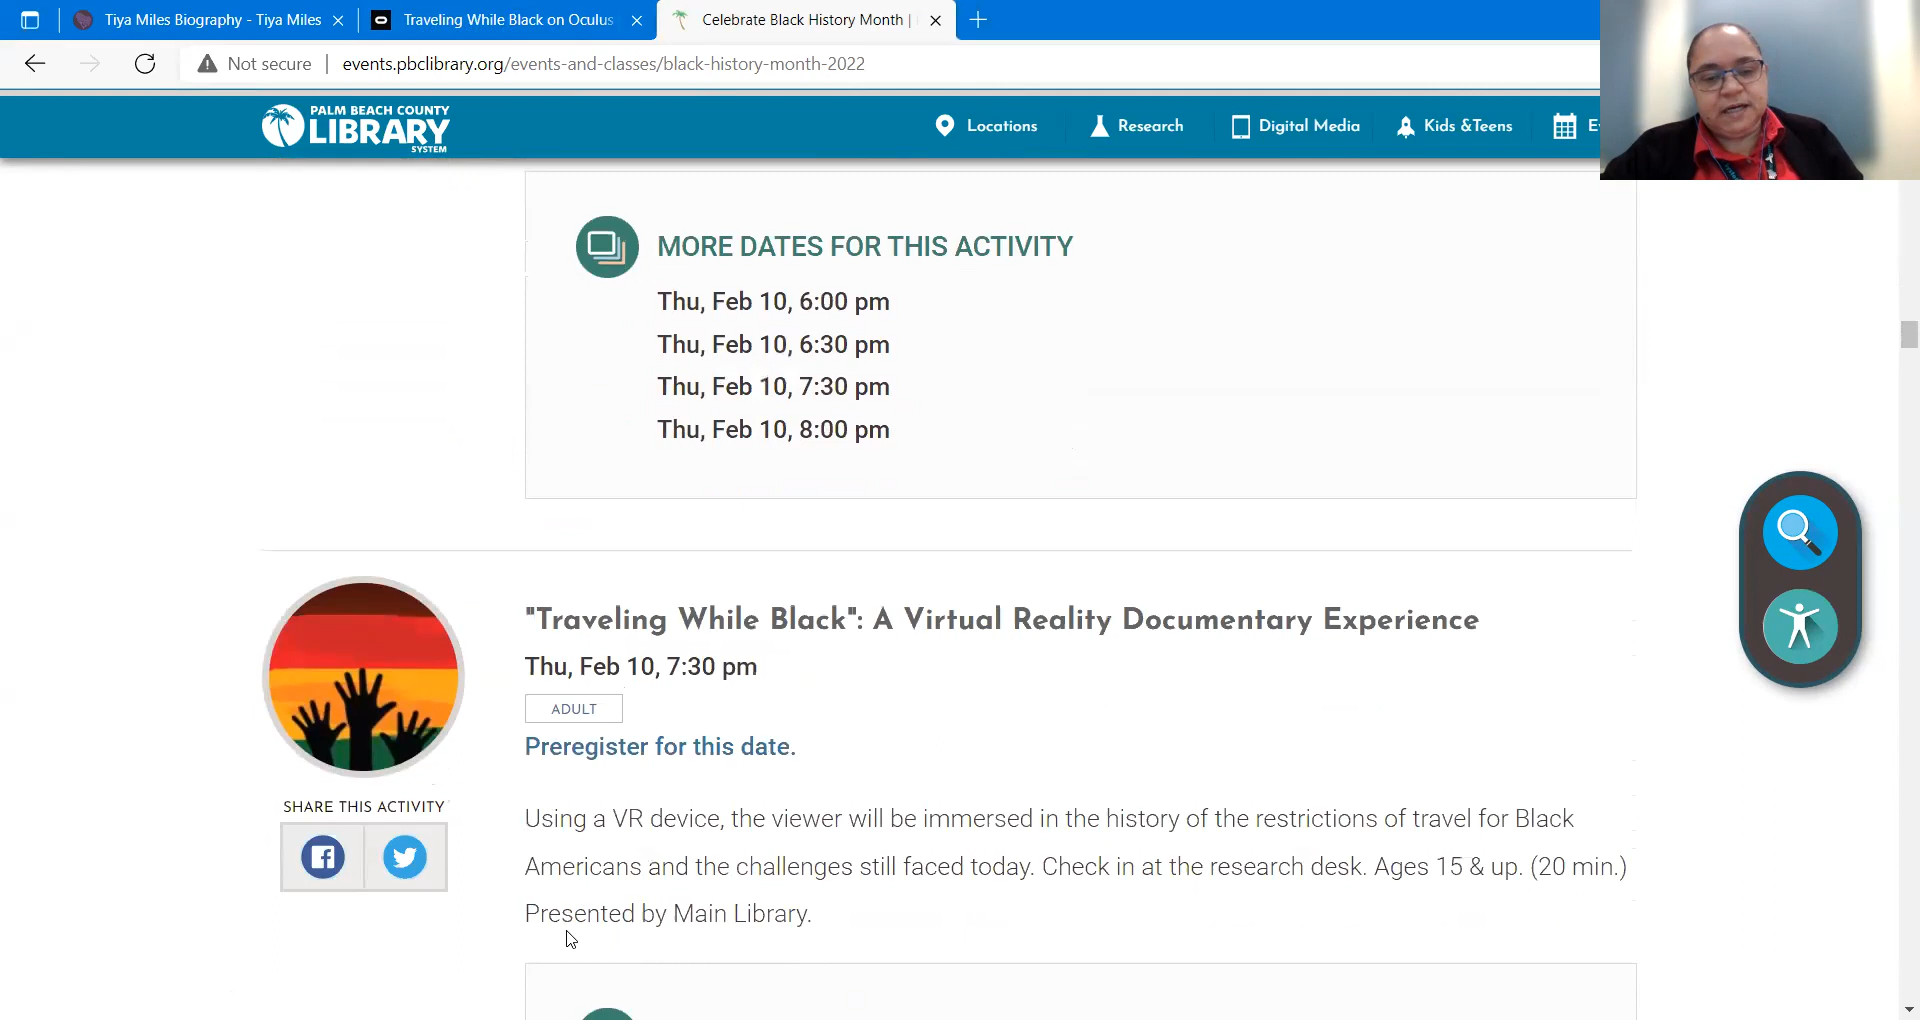 Tiya Miles Biography - Tiya Miles
Traveling While Black on Oculus
Celebrate Black History Month |
Not secure | events.pbclibrary.org/events-and-classes/black-history-month-2022
PALM BEACH COUNTY
LIBRARY
SYSTEM
Locations
Research
Digital Media
Kids &Teens
MORE DATES FOR THIS ACTIVITY
Thu, Feb 10, 6:00 pm
Thu, Feb 10, 6:30 pm
Thu, Feb 10, 7:30 pm
Thu, Feb 10, 8:00 pm
"Traveling While Black": A Virtual Reality Documentary Experience
Thu, Feb 10, 7:30 pm
ADULT
Preregister for this date.
SHARE THIS ACTIVITY
Using a VR device, the viewer will be immersed in the history of the restrictions of travel for Black
Americans and the challenges still faced today. Check in at the research desk. Ages 15 & up. (20 min.)
Presented by Main Library.